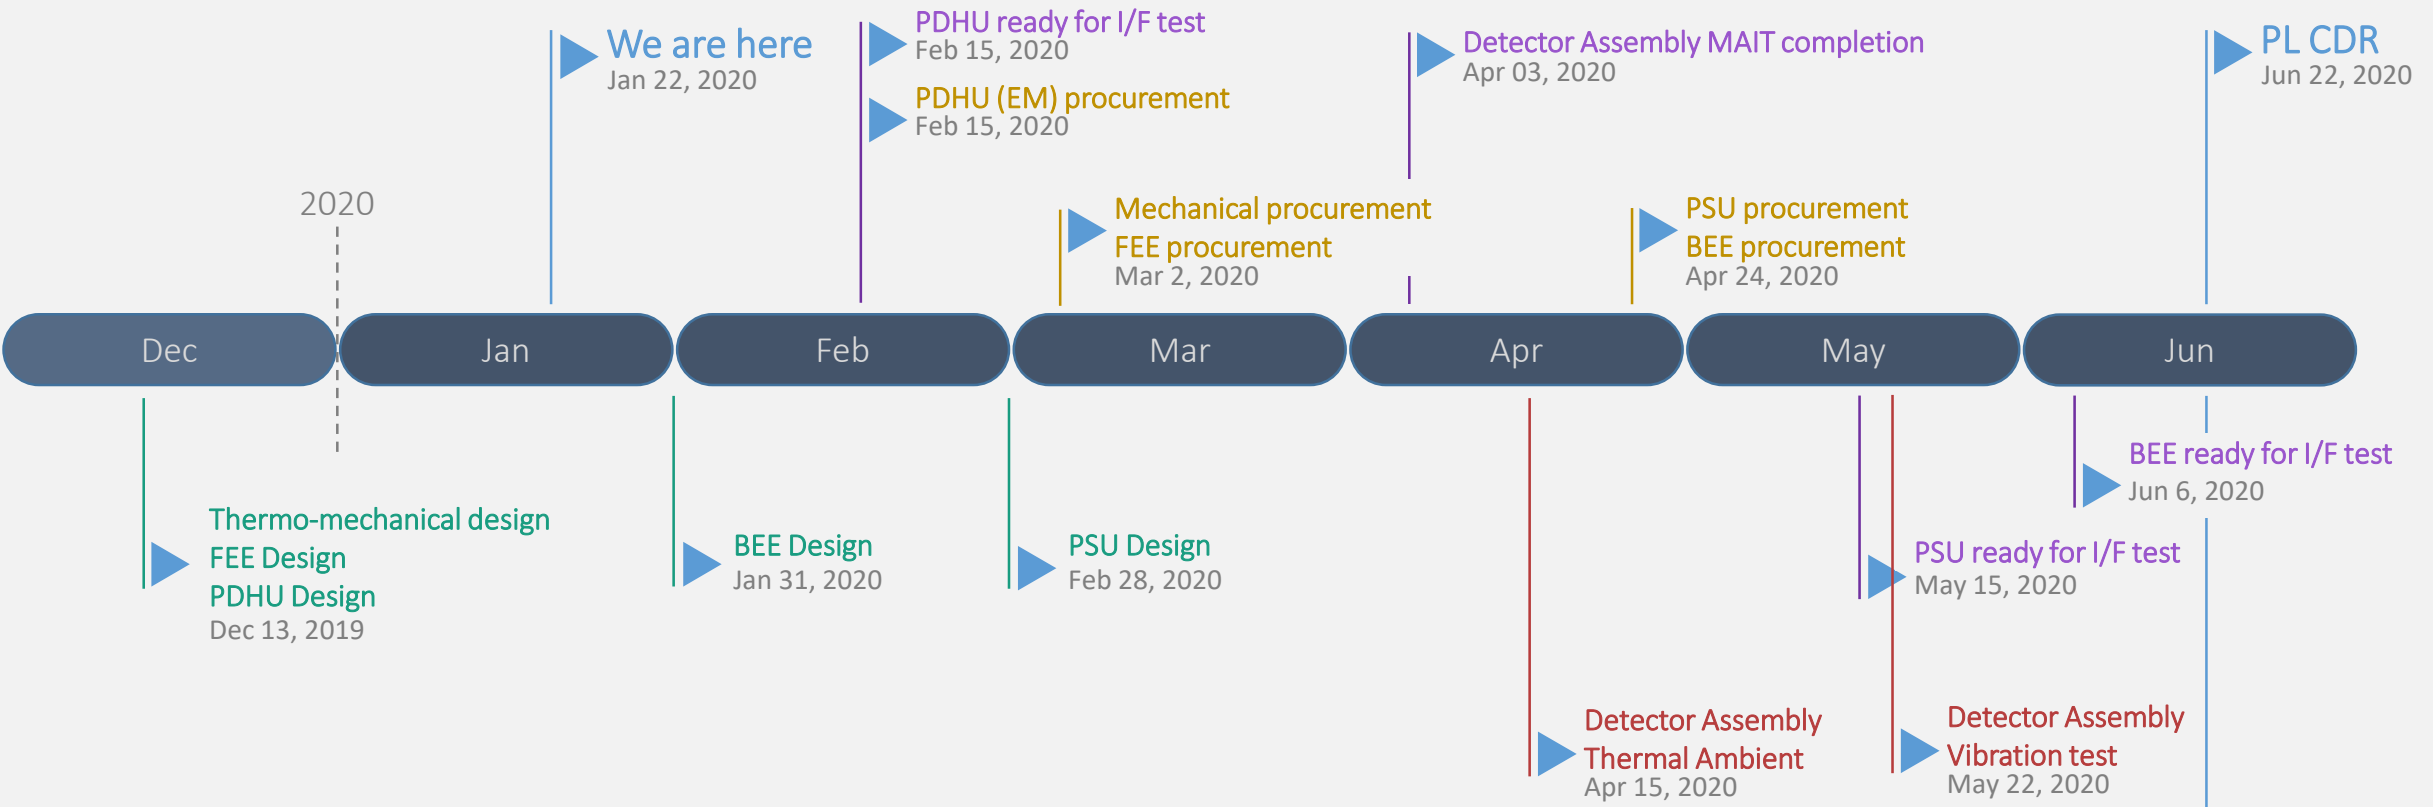 We are here
Jan 22, 2020
PDHU ready for I/F test
Feb 15, 2020
PDHU (EM) procurement
Feb 15, 2020
Detector Assembly MAIT completion
Apr 03, 2020
PL CDR
Jun 22, 2020
2020
Mechanical procurement
FEE procurement
Mar 2, 2020
PSU procurement
BEE procurement
Apr 24, 2020
Dec
Jan
Feb
Mar
Apr
May
Jun
Thermo-mechanical design
FEE Design
PDHU Design
Dec 13, 2019
BEE Design
Jan 31, 2020
PSU Design
Feb 28, 2020
BEE ready for I/F test
Jun 6, 2020
PSU ready for I/F test
May 15, 2020
Detector Assembly
Thermal Ambient
Apr 15, 2020
Detector Assembly
Vibration test
May 22, 2020